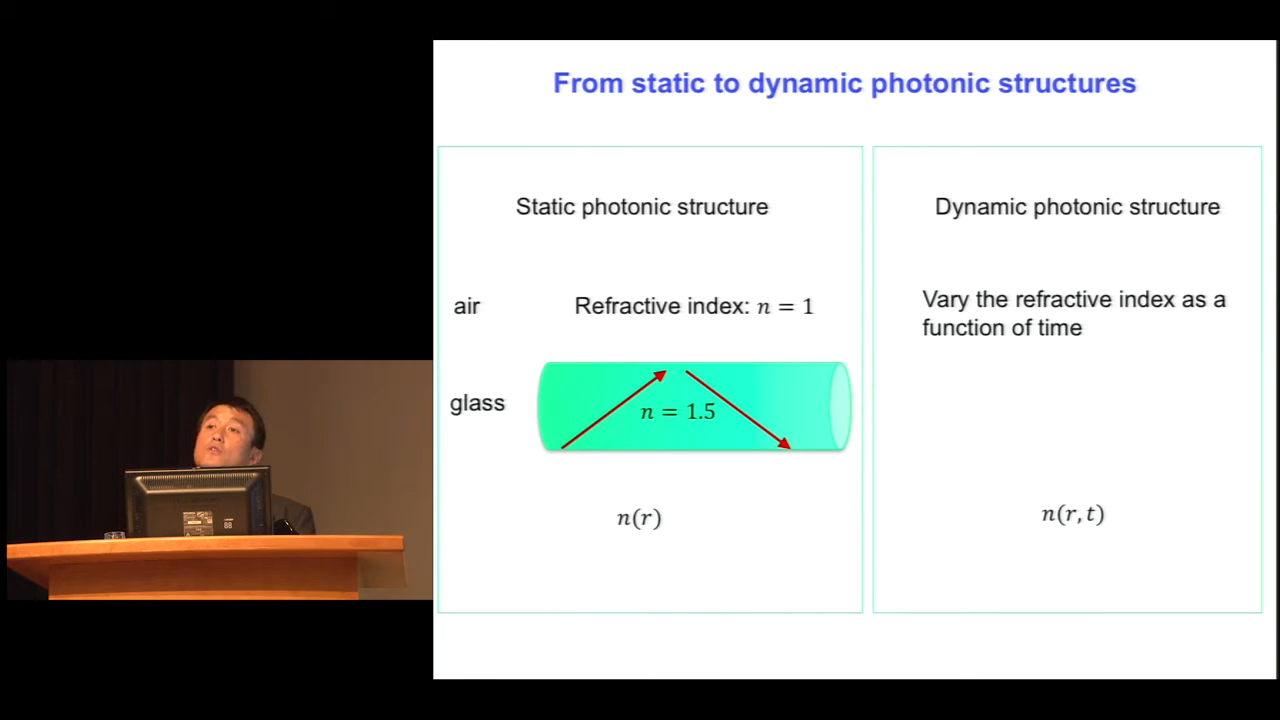 From static to dynamic photonic structures
Static photonic structure
air
Refractive index: n = 1
glass
n = 1.5
n(r)
Dynamic photonic structure
Vary the refractive index as a
function of time
n(r, t)
88